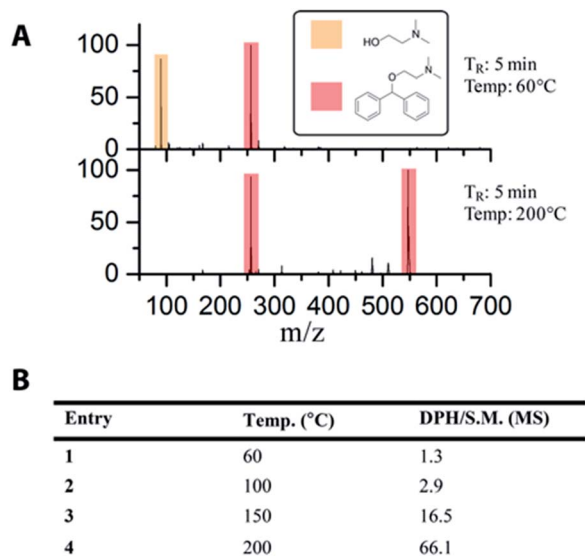 A
100
50
0
HO
N
O
N
T_R: 5 min
Temp: 60°C
100
50
0
T_R: 5 min
Temp: 200°C
100 200 300 400 500 600 700
m/z
B
Entry Temp. (°C) DPH/S.M. (MS)
1 60 1.3
2 100 2.9
3 150 16.5
4 200 66.1